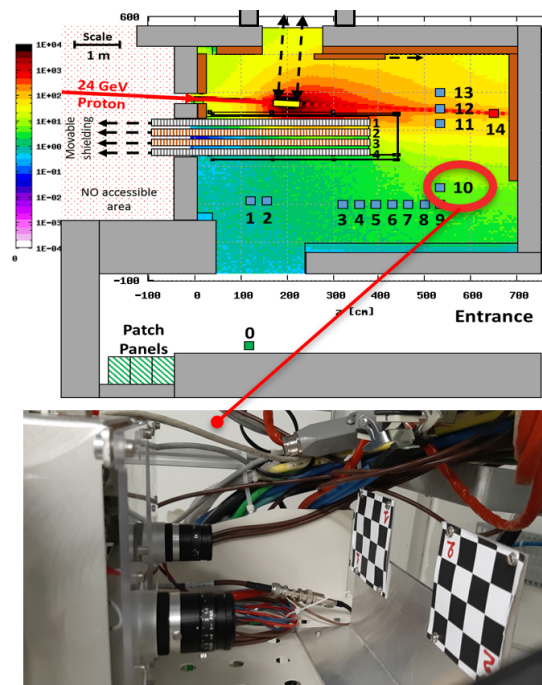 600
1E+04
1E+04
1E+03
1E+02
1E+01
1E+00
1E-01
1E-02
1E-03
1E-04
Scale
1 m
24 GeV
Proton
Movable
shielding
NO accessible
area
1
2
3
4
13
12
11
14
10
1 2
3 4 5 6 7 8 9
-100
-100 0 100 200 300 400 500 600 700
z [cm]
Entrance
Patch
Panels
0